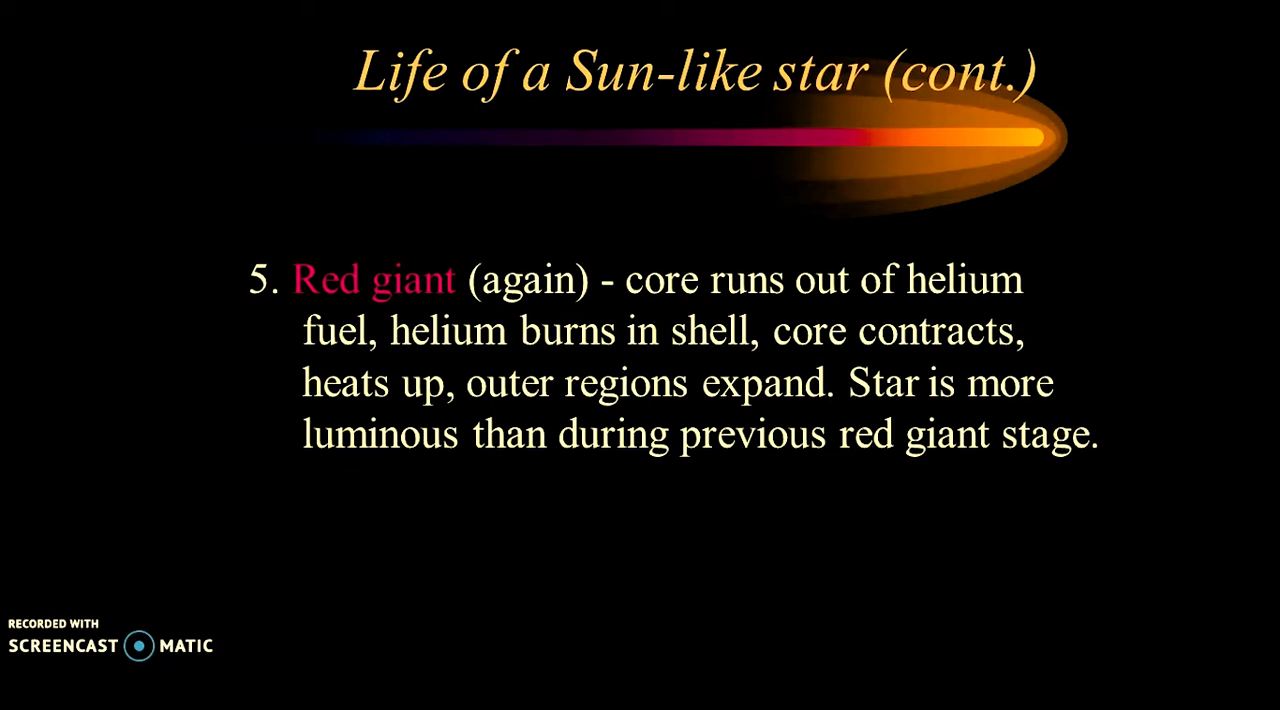 Life of a Sun-like star (cont.)
5. Red giant (again) - core runs out of helium
fuel, helium burns in shell, core contracts,
heats up, outer regions expand. Star is more
luminous than during previous red giant stage.
RECORDED WITH
SCREENCAST MATIC